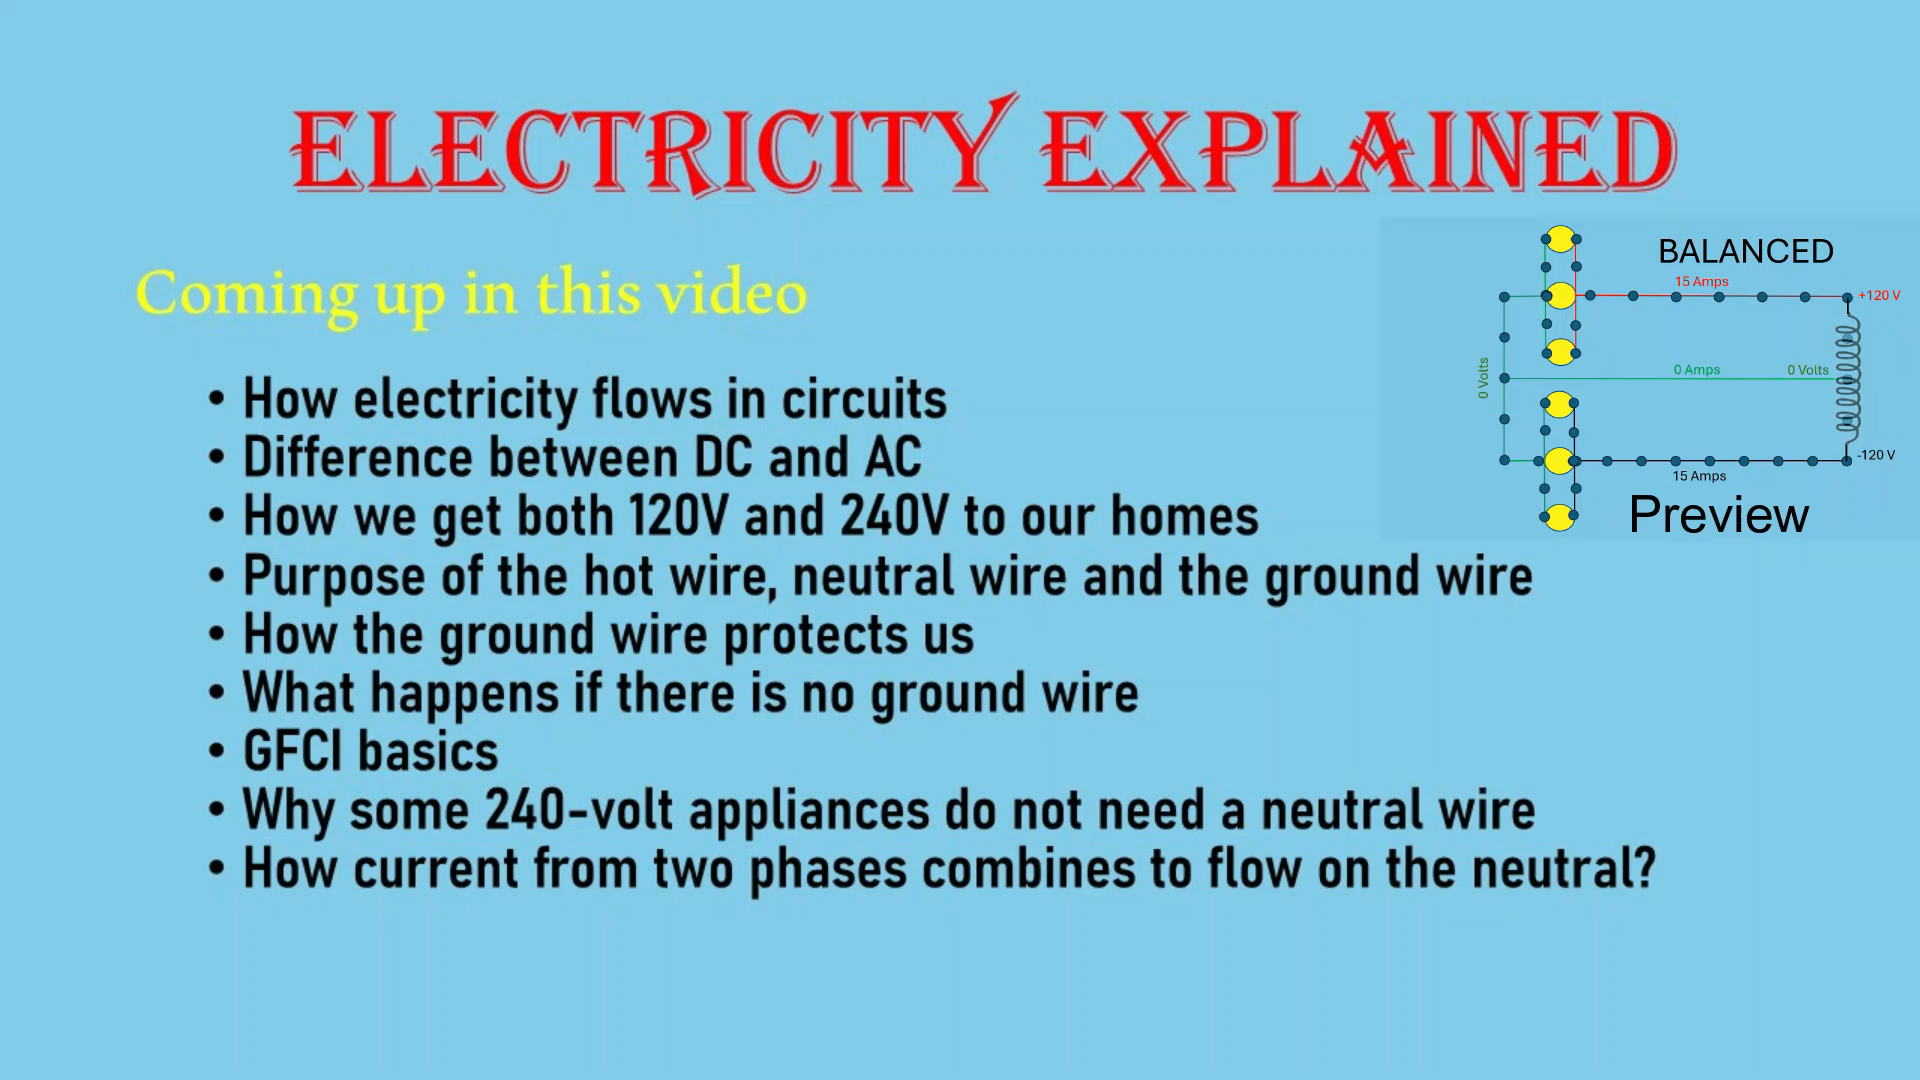 ELECTRICITY EXPLAINED
Coming up in this video
• How electricity flows in circuits
• Difference between DC and AC
• How we get both 120V and 240V to our homes
• Purpose of the hot wire, neutral wire and the ground wire
• How the ground wire protects us
• What happens if there is no ground wire
• GFCI basics
• Why some 240-volt appliances do not need a neutral wire
• How current from two phases combines to flow on the neutral?
BALANCED
15 Amps
+120 V
0 Volts
0 Amps
0 Volts
-120 V
15 Amps
Preview